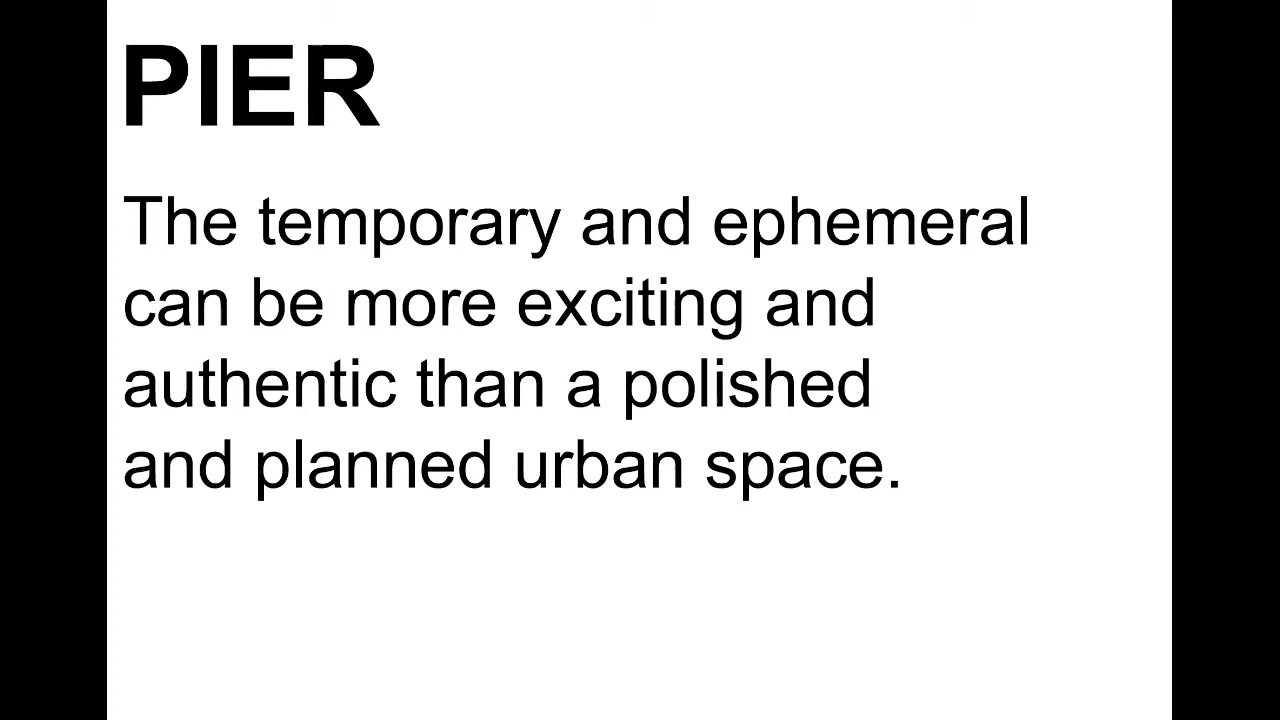 PIER
The temporary and ephemeral
can be more exciting and
authentic than a polished
and planned urban space.